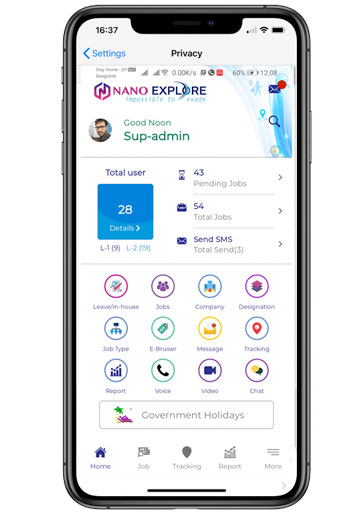 16:37
Settings
Privacy
Stay Home - GP
0.00K/s
60%
12:08
Banglalink
NANO EXPLORE
Impossible to evade
Good Noon
Sup-admin
Total user
28
Details >
L-1 (9) L-2 (19)
43
Pending Jobs
54
Total Jobs
Send SMS
Total Send(3)
Leave/in-house
Jobs
Company
Designation
Job Type
E-Bruiser
Message
Tracking
Report
Voice
Video
Chat
Government Holidays
Home
Job
Tracking
Report
More